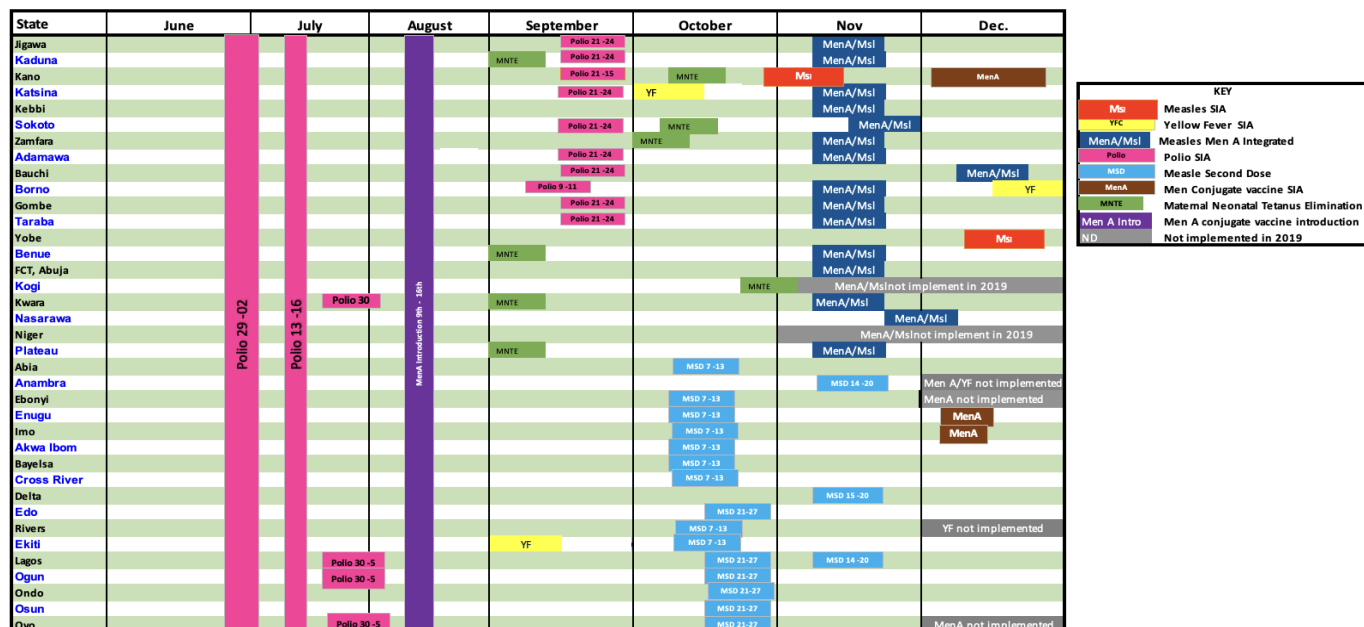 State June July August September October Nov Dec.
Jigawa Polio 21 -24 MenA/Msl
Kaduna MNTE Polio 21 -24 MenA/Msl
Kano Polio 21 -15 MNTE Msl MenA
Katsina Polio 21 -24 YF MenA/Msl
Kebbi MenA/Msl
Sokoto Polio 21 -24 MNTE MenA/Msl
Zamfara MNTE MenA/Msl
Adamawa Polio 21 -24 MenA/Msl
Bauchi Polio 21 -24 MenA/Msl
Borno Polio 9 -11 MenA/Msl YF
Gombe Polio 21 -24 MenA/Msl
Taraba Polio 21 -24 MenA/Msl
Yobe Msl
Benue MNTE MenA/Msl
FCT, Abuja MenA/Msl
Kogi MNTE MenA/Mslnot implement in 2019
Kwara Polio 30 MNTE MenA/Msl
Nasarawa MenA/Msl
Niger MenA/Mslnot implement in 2019
Plateau MNTE MenA/Msl
Abia MSD 7 -13
Anambra MSD 14 -20 Men A/YF not implemented
Ebonyi MSD 7 -13 MenA not implemented
Enugu MSD 7 -13 MenA
Imo MSD 7 -13 MenA
Akwa Ibom MSD 7 -13
Bayelsa MSD 7 -13
Cross River MSD 7 -13
Delta MSD 15 -20
Edo MSD 21-27
Rivers MSD 7 -13 YF not implemented
Ekiti YF MSD 7 -13
Lagos Polio 30 -5 MSD 21-27 MSD 14 -20
Ogun Polio 30 -5 MSD 21-27
Ondo MSD 21-27
Osun MSD 21-27
Oyo Polio 30 -5 MSD 21-27 MenA not implemented
Polio 29 -02
Polio 13 -16
MenA Introduction 9th - 16th
KEY
Msl Measles SIA
YFC Yellow Fever SIA
MenA/Msl Measles Men A Integrated
Polio Polio SIA
MSD Measle Second Dose
MenA Men Conjugate vaccine SIA
MNTE Maternal Neonatal Tetanus Elimination
Men A Intro Men A conjugate vaccine introduction
ND Not implemented in 2019